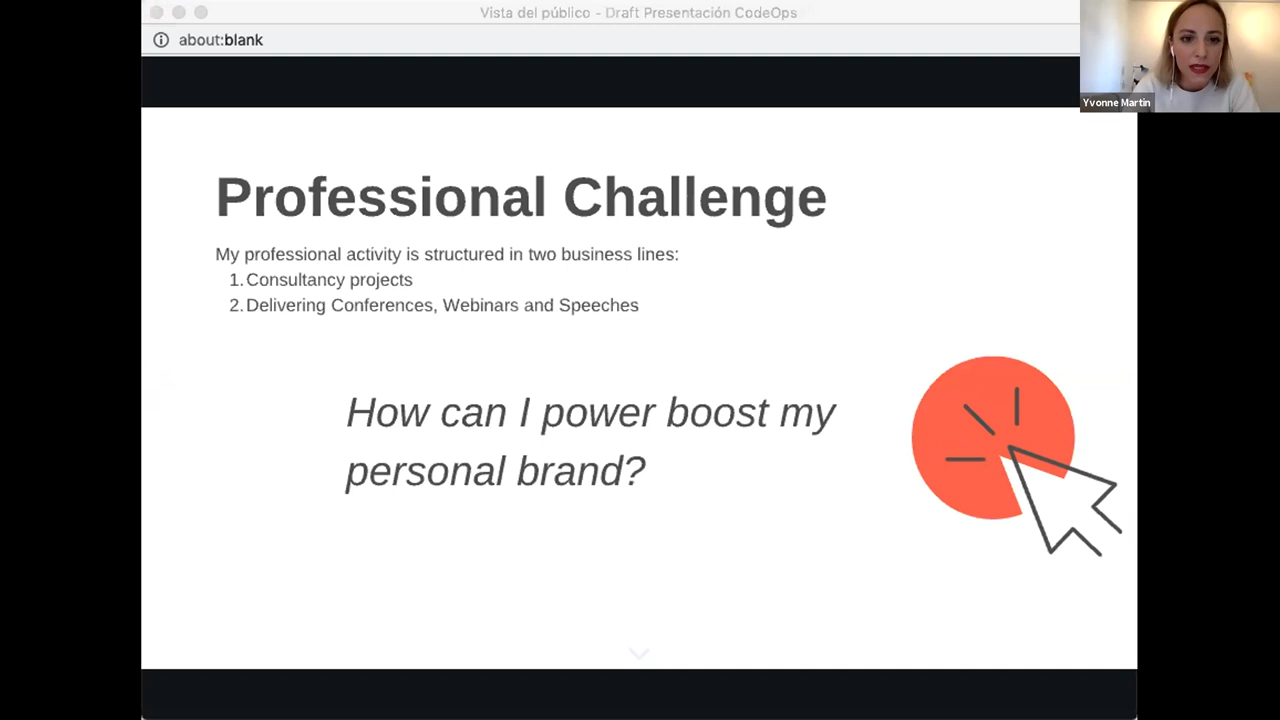 Vista del público - Draft Presentación CodeOps
about:blank
Yvonne Martin
Professional Challenge
My professional activity is structured in two business lines:
1. Consultancy projects
2. Delivering Conferences, Webinars and Speeches
How can I power boost my
personal brand?